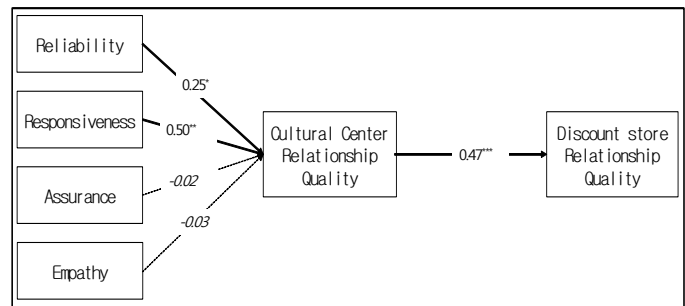 Reliability
0.25*
Responsiveness
0.50**
Cultural Center
Relationship
Quality
0.47***
Discount store
Relationship
Quality
-0.02
Assurance
-0.03
Empathy